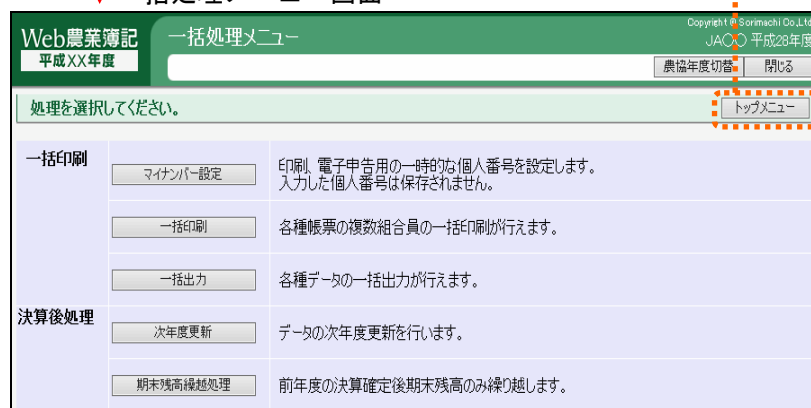 Web農業簿記
平成XX年度
一括処理メニュー
Copyright © Sorimachi Co.,Ltd
JA〇〇 平成28年度
農協年度切替
閉じる
処理を選択してください。
トップメニュー
一括印刷
マイナンバー設定
印刷、電子申告用の一時的な個人番号を設定します。
入力した個人番号は保存されません。
一括印刷
各種帳票の複数組合員の一括印刷が行えます。
一括出力
各種データの一括出力が行えます。
決算後処理
次年度更新
データの次年度更新を行います。
期末残高繰越処理
前年度の決算確定後期末残高のみ繰り越します。